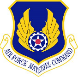 AIR FORCE MATERIEL COMMAND